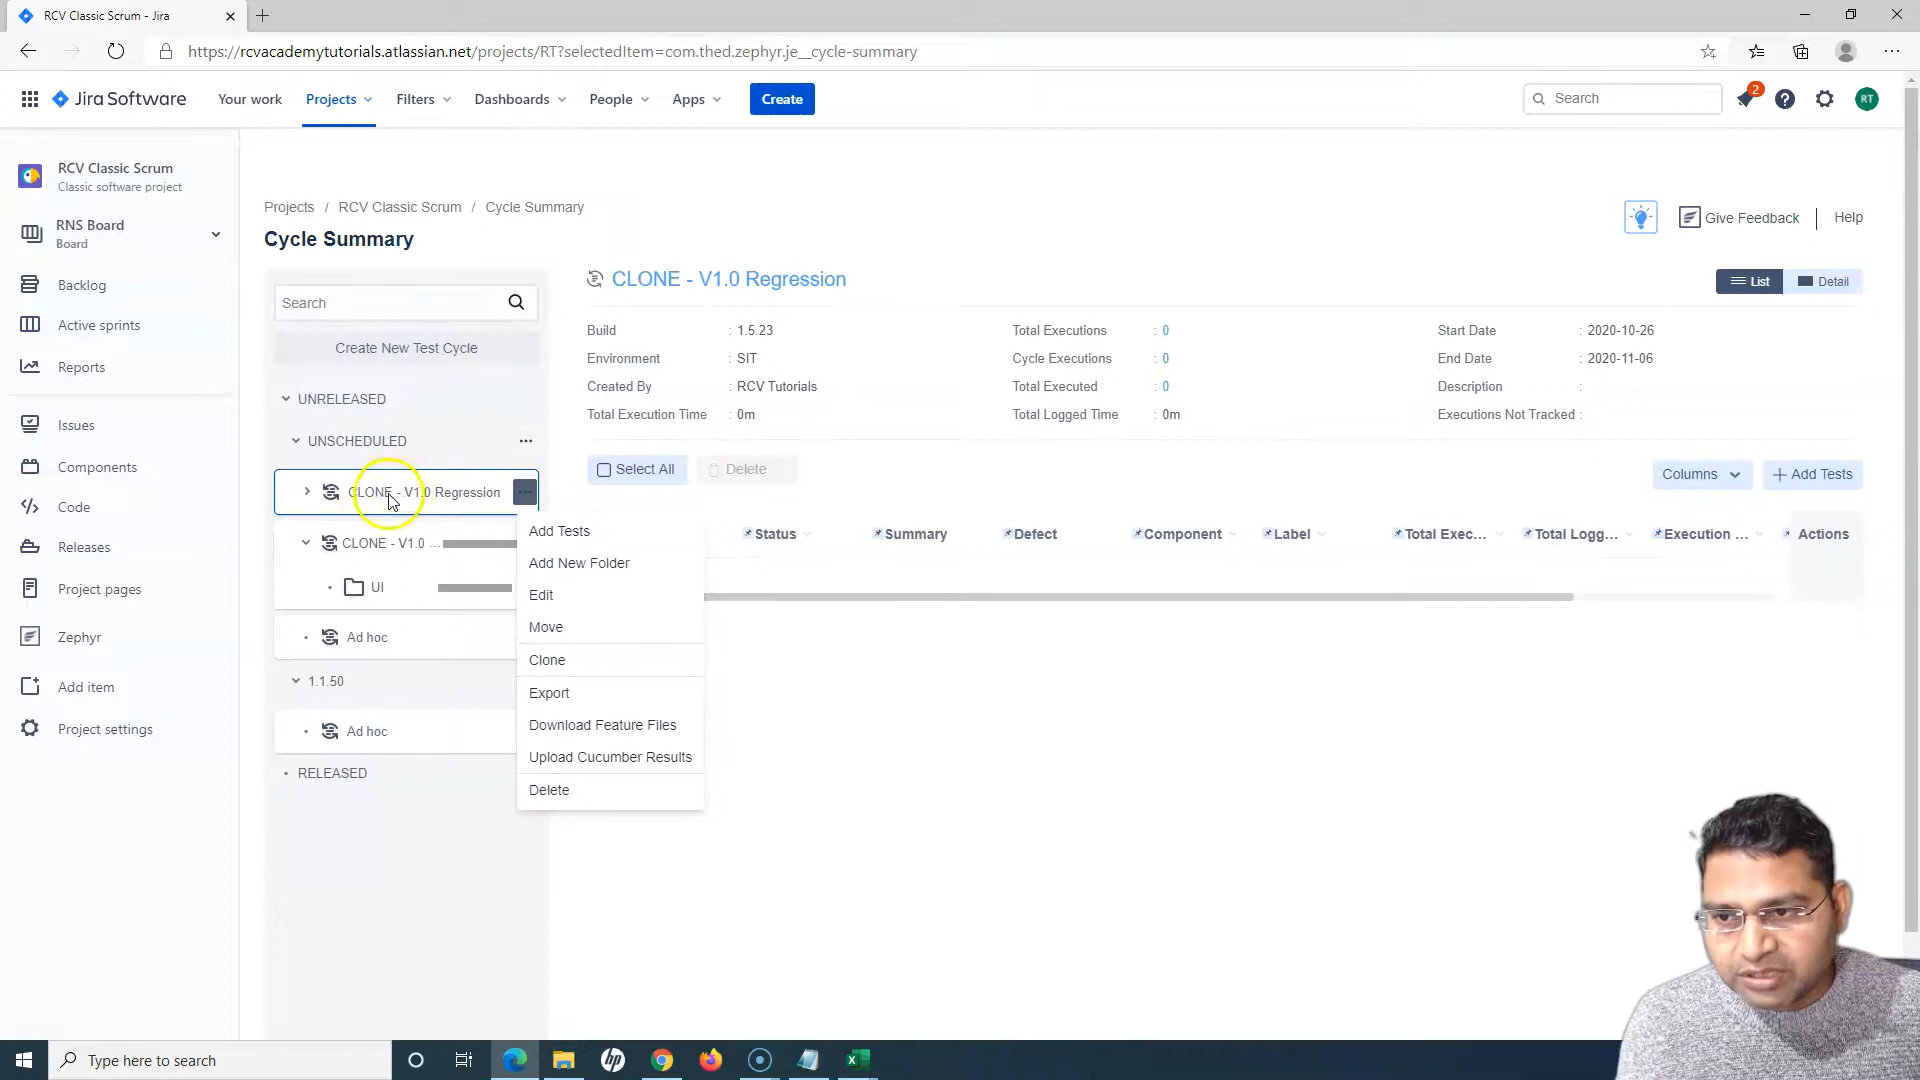 RCV Classic Scrum - Jira
https://rcvacademytutorials.atlassian.net/projects/RT?selectedItem=com.thed.zephyr.je__cycle-summary
Jira Software
Your work
Projects
Filters
Dashboards
People
Apps
Create
Search
2
RT
RCV Classic Scrum
Classic software project
RNS Board
Board
Backlog
Active sprints
Reports
Issues
Components
Code
Releases
Project pages
Zephyr
Add item
Project settings
Projects / RCV Classic Scrum / Cycle Summary
Give Feedback
Help
Cycle Summary
Search
Create New Test Cycle
UNRELEASED
UNSCHEDULED
CLONE - V1.0 Regression
CLONE - V1.0 ...
UI
Ad hoc
1.1.50
Ad hoc
RELEASED
Add Tests
Add New Folder
Edit
Move
Clone
Export
Download Feature Files
Upload Cucumber Results
Delete
CLONE - V1.0 Regression
List
Detail
Build : 1.5.23
Total Executions : 0
Start Date : 2020-10-26
Environment : SIT
Cycle Executions : 0
End Date : 2020-11-06
Created By : RCV Tutorials
Total Executed : 0
Description :
Total Execution Time : 0m
Total Logged Time : 0m
Executions Not Tracked :
Select All
Delete
Columns
Add Tests
Status
Summary
Defect
Component
Label
Total Exec...
Total Logg...
Execution ...
Actions
Type here to search
hp